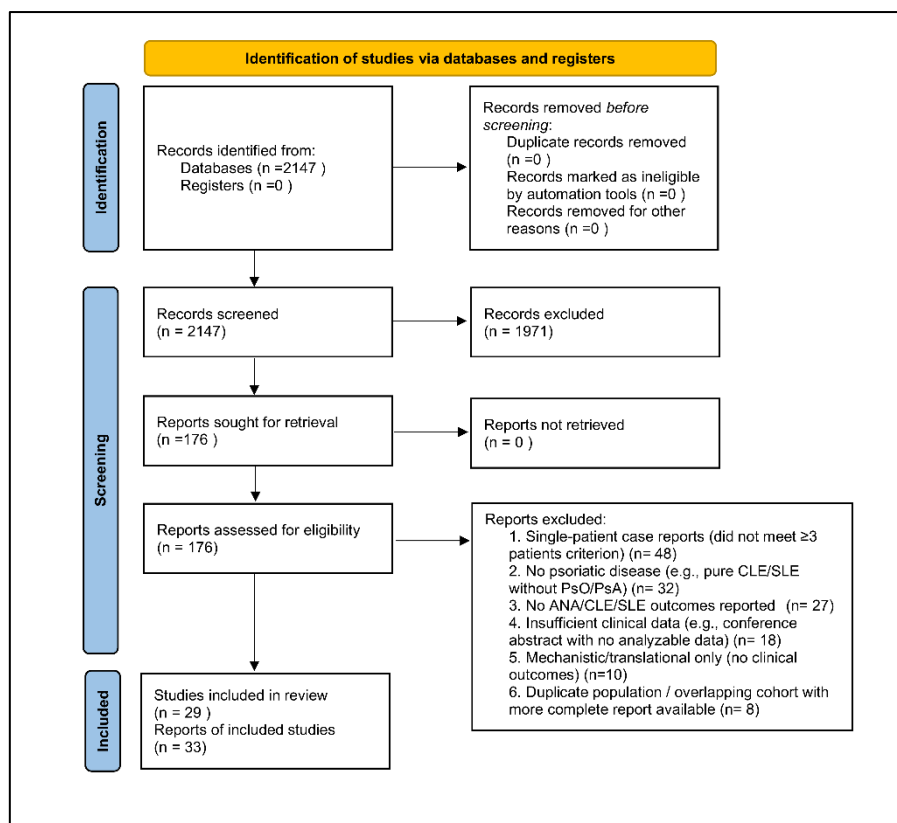 Identification of studies via databases and registers
Identification
Records identified from:
Databases (n =2147 )
Registers (n =0 )
Records removed before
screening:
Duplicate records removed
(n =0 )
Records marked as ineligible
by automation tools (n =0 )
Records removed for other
reasons (n =0 )
Screening
Records screened
(n = 2147)
Records excluded
(n = 1971)
Reports sought for retrieval
(n =176 )
Reports not retrieved
(n = 0 )
Reports assessed for eligibility
(n = 176)
Reports excluded:
1. Single-patient case reports (did not meet ≥3
patients criterion) (n= 48)
2. No psoriatic disease (e.g., pure CLE/SLE
without PsO/PsA) (n= 32)
3. No ANA/CLE/SLE outcomes reported (n= 27)
4. Insufficient clinical data (e.g., conference
abstract with no analyzable data) (n= 18)
5. Mechanistic/translational only (no clinical
outcomes) (n=10)
6. Duplicate population / overlapping cohort with
more complete report available (n= 8)
Included
Studies included in review
(n = 29 )
Reports of included studies
(n = 33)